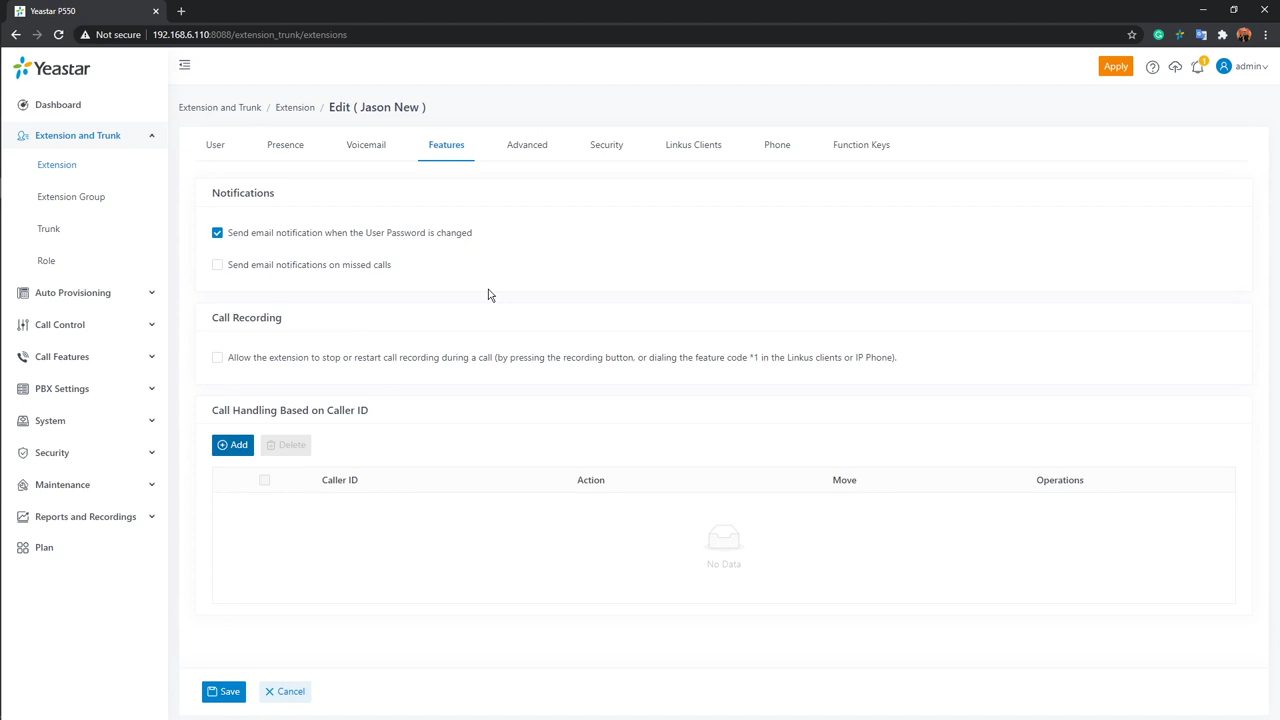 Yeastar P550
Not secure 192.168.6.110:8088/extension_trunk/extensions
Yeastar
Apply
1
admin
Dashboard
Extension and Trunk
Extension
Extension Group
Trunk
Role
Auto Provisioning
Call Control
Call Features
PBX Settings
System
Security
Maintenance
Reports and Recordings
Plan
Extension and Trunk / Extension / Edit ( Jason New )
User Presence Voicemail Features Advanced Security Linkus Clients Phone Function Keys
Notifications
Send email notification when the User Password is changed
Send email notifications on missed calls
Call Recording
Allow the extension to stop or restart call recording during a call (by pressing the recording button, or dialing the feature code *1 in the Linkus clients or IP Phone).
Call Handling Based on Caller ID
Add Delete
Caller ID Action Move Operations
No Data
Save Cancel